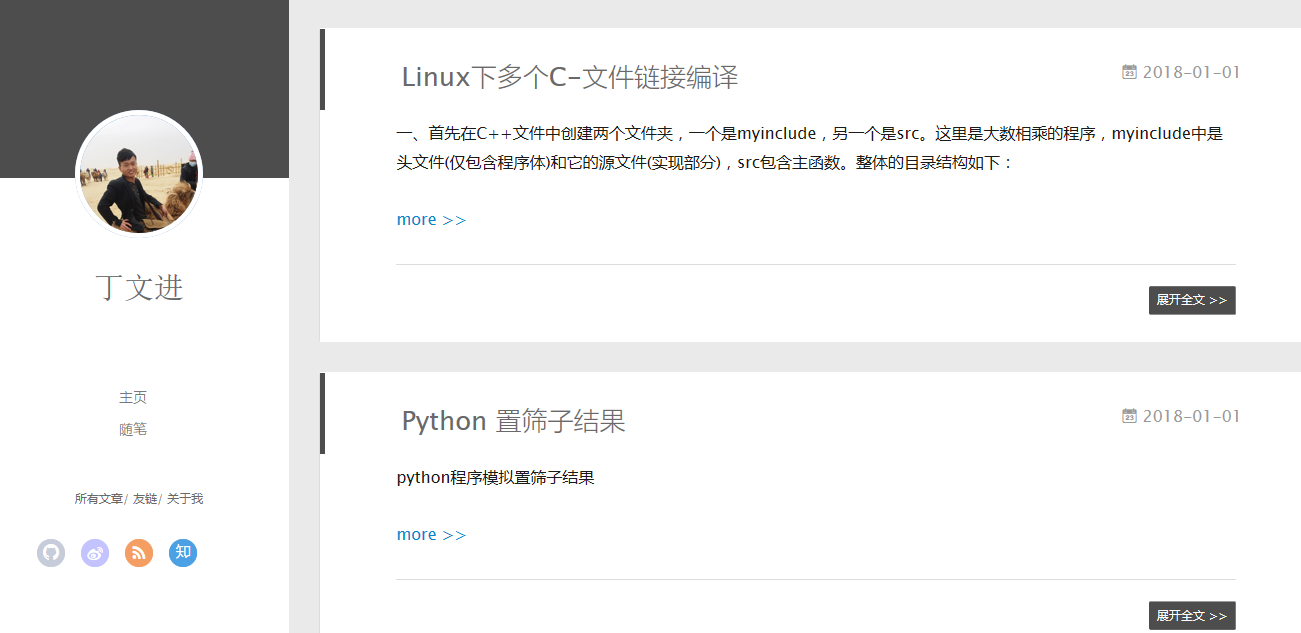 丁文进
主页
随笔
所有文章/ 友链/ 关于我
知
Linux下多个C-文件链接编译
23 2018-01-01
一、首先在C++文件中创建两个文件夹，一个是myinclude，另一个是src。这里是大数相乘的程序，myinclude中是
头文件(仅包含程序体)和它的源文件(实现部分)，src包含主函数。整体的目录结构如下：
more >>
展开全文 >>
Python 置筛子结果
23 2018-01-01
python程序模拟置筛子结果
more >>
展开全文 >>